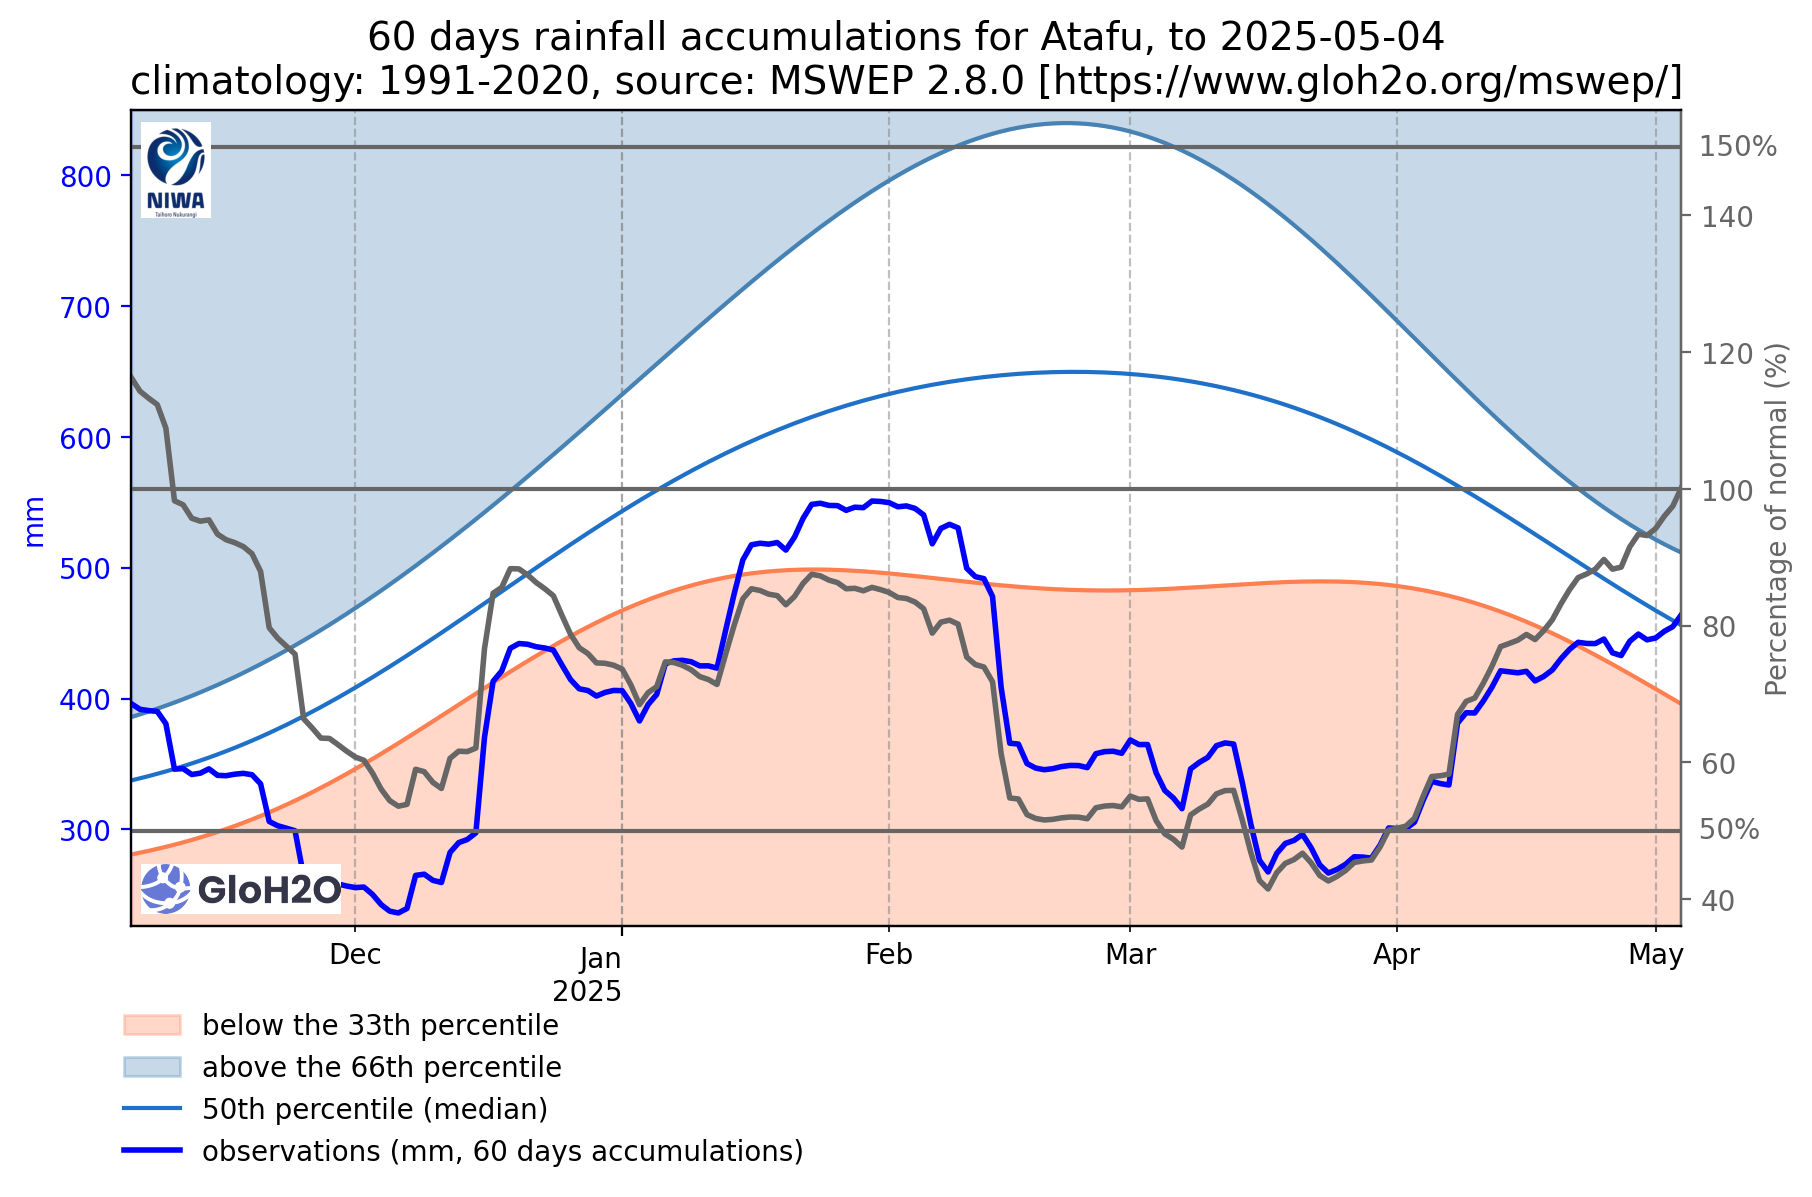 60 days rainfall accumulations for Atafu, to 2025-05-04
climatology: 1991-2020, source: MSWEP 2.8.0 [https://www.gloh2o.org/mswep/]
NIWA
Taihoro Nukurangi
800
700
600
500
400
300
mm
150%
140
120
100
80
60
50%
40
Percentage of normal (%)
GloH2O
Dec
Jan
2025
Feb
Mar
Apr
May
below the 33th percentile
above the 66th percentile
50th percentile (median)
observations (mm, 60 days accumulations)